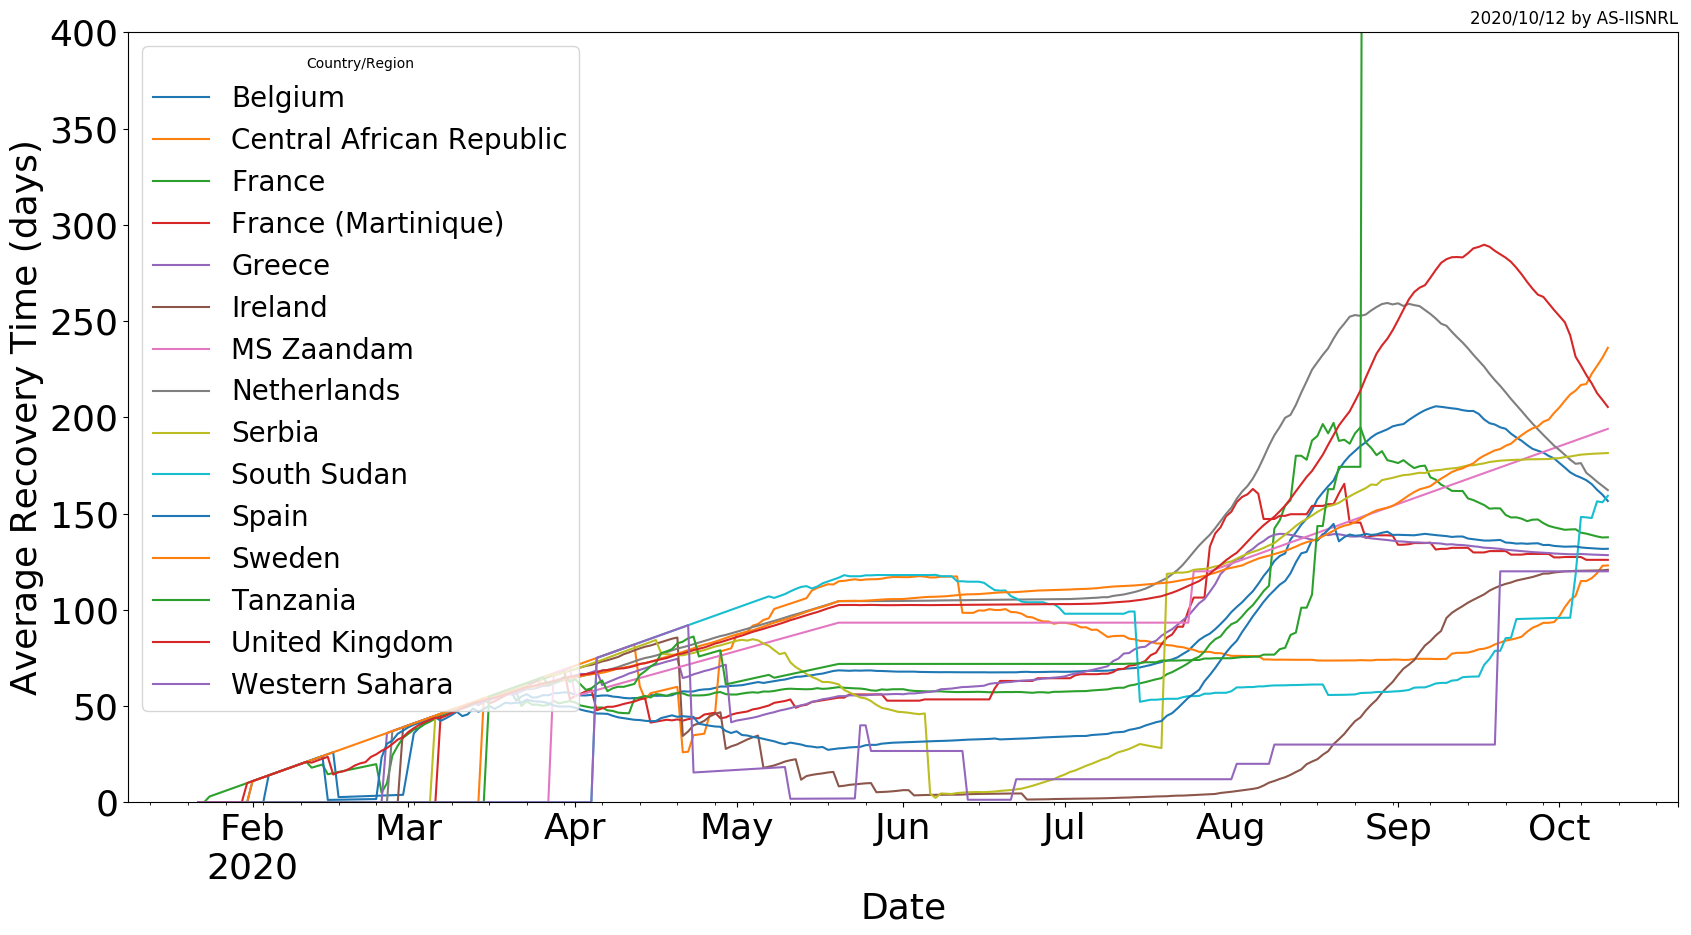 2020/10/12 by AS-IISNRL
Average Recovery Time (days)
400
350
300
250
200
150
100
50
0
Country/Region
Belgium
Central African Republic
France
France (Martinique)
Greece
Ireland
MS Zaandam
Netherlands
Serbia
South Sudan
Spain
Sweden
Tanzania
United Kingdom
Western Sahara
Feb Mar Apr May Jun Jul Aug Sep Oct
2020
Date